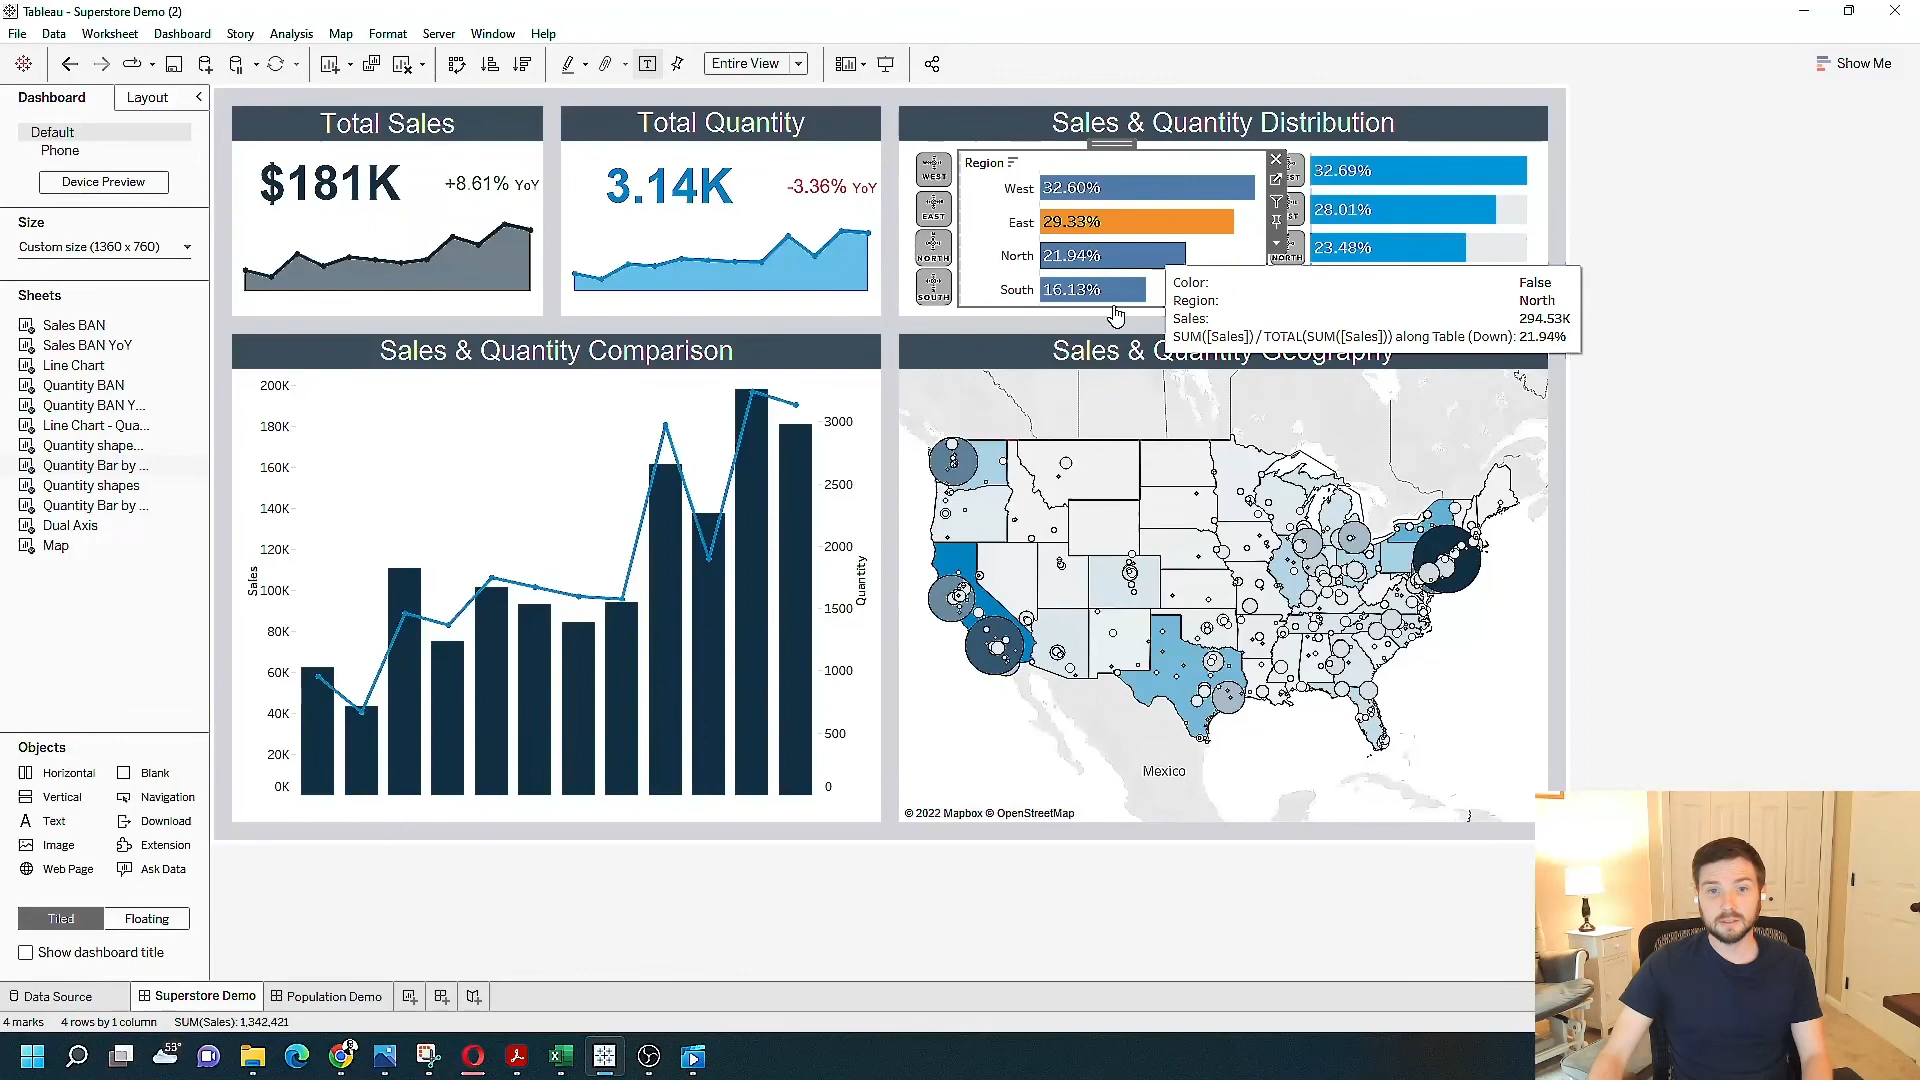 Tableau - Superstore Demo (2)
File Data Worksheet Dashboard Story Analysis Map Format Server Window Help
Entire View
Show Me
Dashboard Layout
Default
Phone
Device Preview
Size
Custom size (1360 x 760)
Sheets
Sales BAN
Sales BAN YoY
Line Chart
Quantity BAN
Quantity BAN Y...
Line Chart - Qua...
Quantity shape...
Quantity Bar by ...
Quantity shapes
Quantity Bar by ...
Dual Axis
Map
Objects
Horizontal Blank
Vertical Navigation
Text Download
Image Extension
Web Page Ask Data
Tiled Floating
Show dashboard title
Total Sales
$181K
+8.61% YoY
Total Quantity
3.14K
-3.36% YoY
Sales & Quantity Distribution
WEST
EAST
NORTH
SOUTH
Region
West 32.60%
East 29.33%
North 21.94%
South 16.13%
NORTH
32.69%
28.01%
23.48%
Color: False
Region: North
Sales: 294.53K
SUM([Sales]) / TOTAL(SUM([Sales])) along Table (Down): 21.94%
Sales & Quantity Comparison
200K
180K
160K
140K
120K
100K
80K
60K
40K
20K
0K
Sales
3000
2500
2000
1500
1000
500
0
Quantity
Sales & Quantity Geography
Mexico
© 2022 Mapbox © OpenStreetMap
Data Source Superstore Demo Population Demo
4 marks 4 rows by 1 column SUM(Sales): 1,342,421
53°